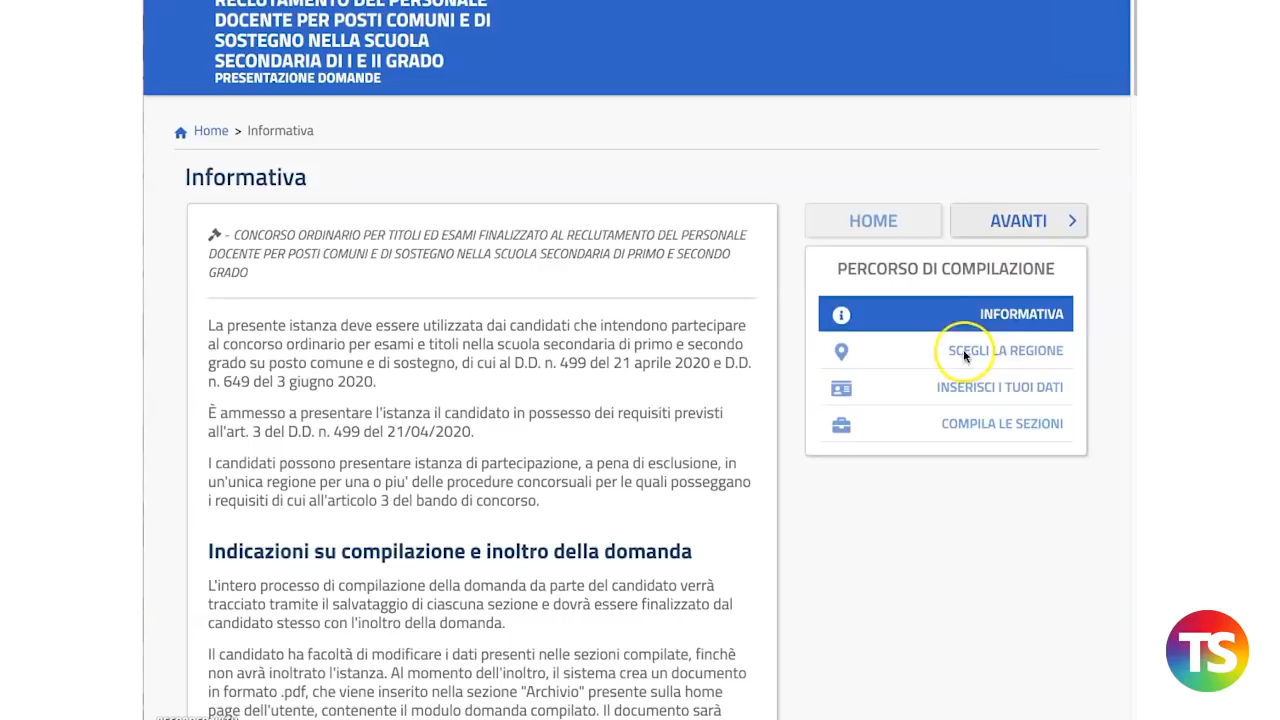 RECLUTAMENTO DEL PERSONALE
DOCENTE PER POSTI COMUNI E DI
SOSTEGNO NELLA SCUOLA
SECONDARIA DI I E II GRADO
PRESENTAZIONE DOMANDE
Home > Informativa
Informativa
- CONCORSO ORDINARIO PER TITOLI ED ESAMI FINALIZZATO AL RECLUTAMENTO DEL PERSONALE
DOCENTE PER POSTI COMUNI E DI SOSTEGNO NELLA SCUOLA SECONDARIA DI PRIMO E SECONDO
GRADO
La presente istanza deve essere utilizzata dai candidati che intendono partecipare
al concorso ordinario per esami e titoli nella scuola secondaria di primo e secondo
grado su posto comune e di sostegno, di cui al D.D. n. 499 del 21 aprile 2020 e D.D.
n. 649 del 3 giugno 2020.
È ammesso a presentare l'istanza il candidato in possesso dei requisiti previsti
all'art. 3 del D.D. n. 499 del 21/04/2020.
I candidati possono presentare istanza di partecipazione, a pena di esclusione, in
un'unica regione per una o piu' delle procedure concorsuali per le quali posseggano
i requisiti di cui all'articolo 3 del bando di concorso.
Indicazioni su compilazione e inoltro della domanda
L'intero processo di compilazione della domanda da parte del candidato verrà
tracciato tramite il salvataggio di ciascuna sezione e dovrà essere finalizzato dal
candidato stesso con l'inoltro della domanda.
Il candidato ha facoltà di modificare i dati presenti nelle sezioni compilate, finchè
non avrà inoltrato l'istanza. Al momento dell'inoltro, il sistema crea un documento
in formato .pdf, che viene inserito nella sezione "Archivio" presente sulla home
page dell'utente, contenente il modulo domanda compilato. Il documento sarà
HOME
AVANTI
PERCORSO DI COMPILAZIONE
INFORMATIVA
SCEGLI LA REGIONE
INSERISCI I TUOI DATI
COMPILA LE SEZIONI
TS